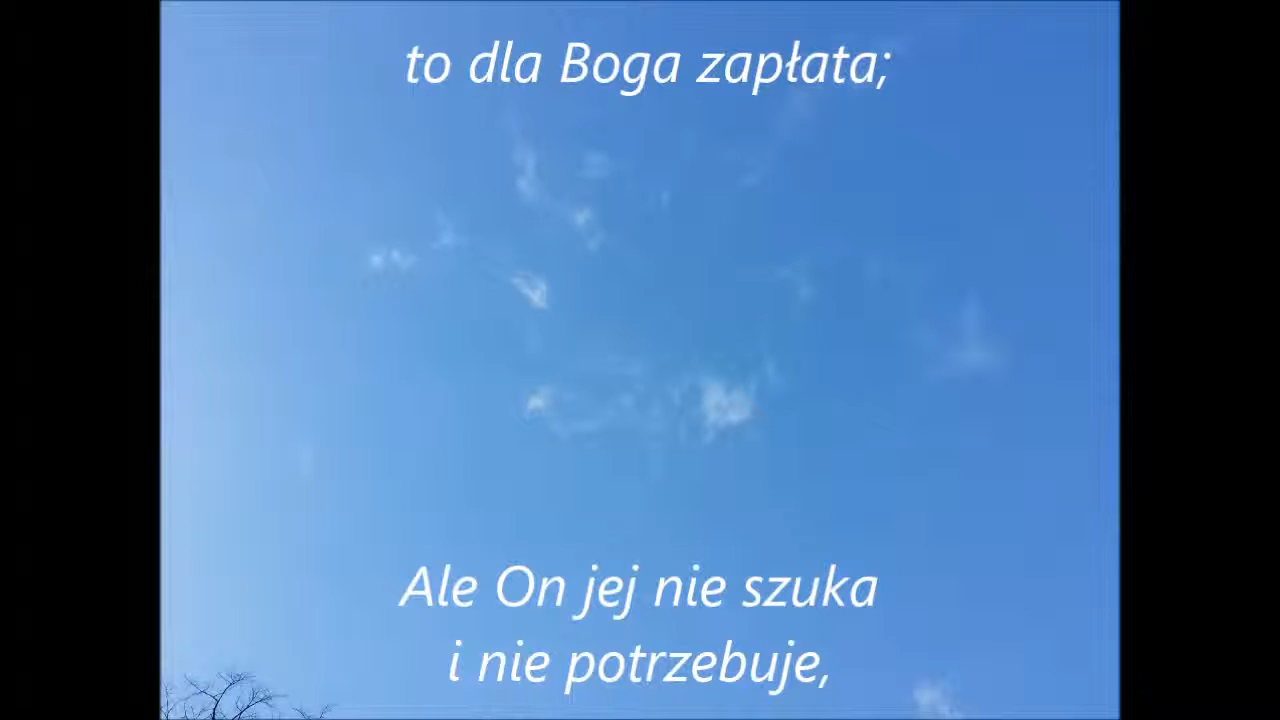 to dla Boga zapłata;
Ale On jej nie szuka
i nie potrzebuje,